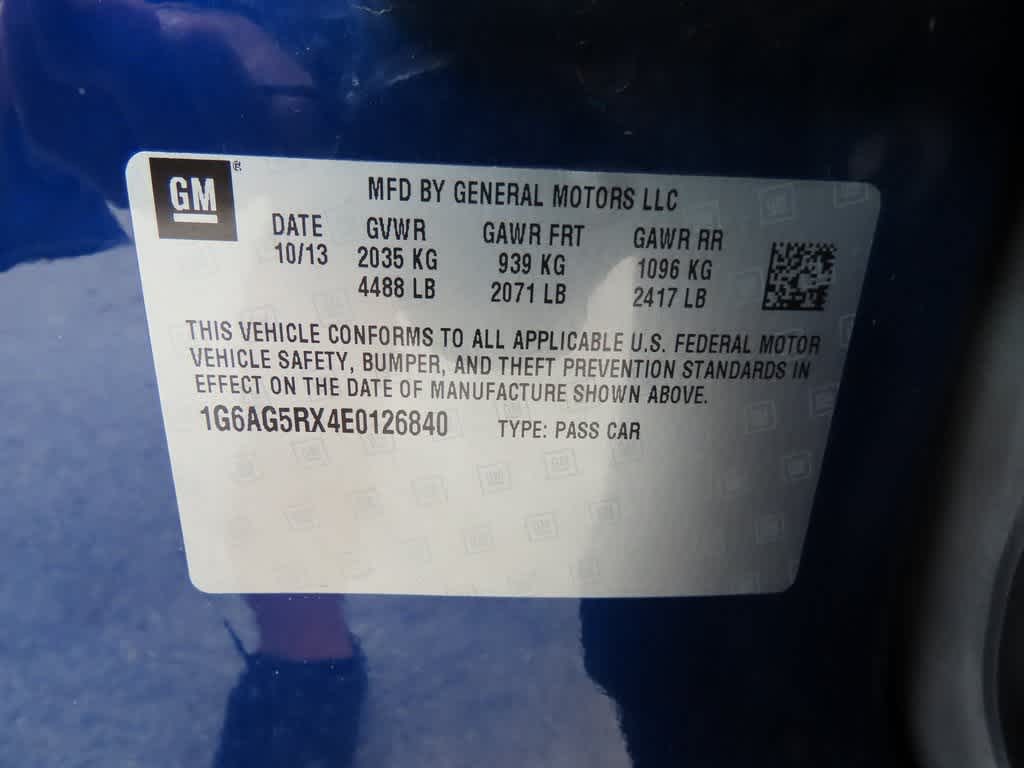 GM®
MFD BY GENERAL MOTORS LLC
DATE GVWR GAWR FRT GAWR RR
10/13 2035 KG 939 KG 1096 KG
4488 LB 2071 LB 2417 LB
THIS VEHICLE CONFORMS TO ALL APPLICABLE U.S. FEDERAL MOTOR
VEHICLE SAFETY, BUMPER, AND THEFT PREVENTION STANDARDS IN
EFFECT ON THE DATE OF MANUFACTURE SHOWN ABOVE.
1G6AG5RX4E0126840 TYPE: PASS CAR